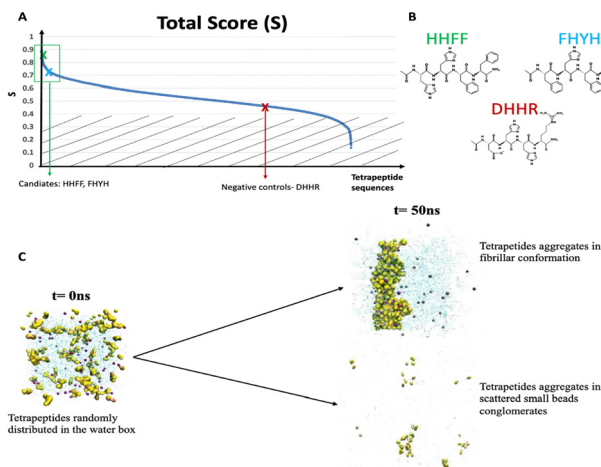 A
Total Score (S)
1
0.9
0.8
0.7
0.6
0.5
0.4
0.3
0.2
0.1
0
S
Tetrapeptide
sequences
Candiates: HHFF, FHYH
Negative controls- DHHR
B
HHFF
FHYH
DHHR
C
t= 0ns
Tetrapeptides randomly
distributed in the water box
t= 50ns
Tetrapetides aggregates in
fibrillar conformation
Tetrapetides aggregates in
scattered small beads
conglomerates